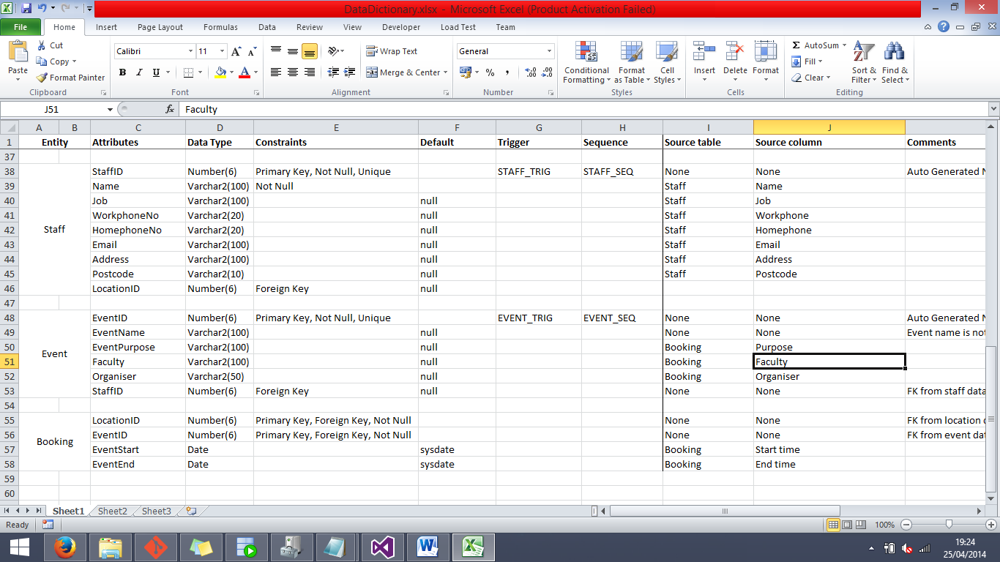 DataDictionary.xlsx - Microsoft Excel (Product Activation Failed)
File Home Insert Page Layout Formulas Data Review View Developer Load Test Team
Paste Cut Copy Format Painter Clipboard
Calibri 11 A A B I U A Font
Wrap Text Merge & Center Alignment
General % , .0 .00 .00 .0 Number
Conditional Formatting Format as Table Cell Styles Styles
Insert Delete Format Cells
Σ AutoSum Fill Clear Sort & Filter Find & Select Editing
J51 fx Faculty
A B C D E F G H I J
1 Entity Attributes Data Type Constraints Default Trigger Sequence Source table Source column Comments
37
38 StaffID Number(6) Primary Key, Not Null, Unique STAFF_TRIG STAFF_SEQ None None Auto Generated N
39 Name Varchar2(100) Not Null Staff Name
40 Job Varchar2(100) null Staff Job
41 WorkphoneNo Varchar2(20) null Staff Workphone
Staff
42 HomephoneNo Varchar2(20) null Staff Homephone
43 Email Varchar2(100) null Staff Email
44 Address Varchar2(100) null Staff Address
45 Postcode Varchar2(10) null Staff Postcode
46 LocationID Number(6) Foreign Key null
47
48 EventID Number(6) Primary Key, Not Null, Unique EVENT_TRIG EVENT_SEQ None None Auto Generated N
49 EventName Varchar2(100) null None None Event name is not
50 EventPurpose Varchar2(100) null Booking Purpose
Event
51 Faculty Varchar2(100) null Booking Faculty
52 Organiser Varchar2(50) null Booking Organiser
53 StaffID Number(6) Foreign Key null None None FK from staff data
54
55 LocationID Number(6) Primary Key, Foreign Key, Not Null None None FK from location d
56 EventID Number(6) Primary Key, Foreign Key, Not Null None None FK from event dat
Booking
57 EventStart Date sysdate Booking Start time
58 EventEnd Date sysdate Booking End time
59
60
Sheet1 Sheet2 Sheet3
Ready 100%
19:24
25/04/2014